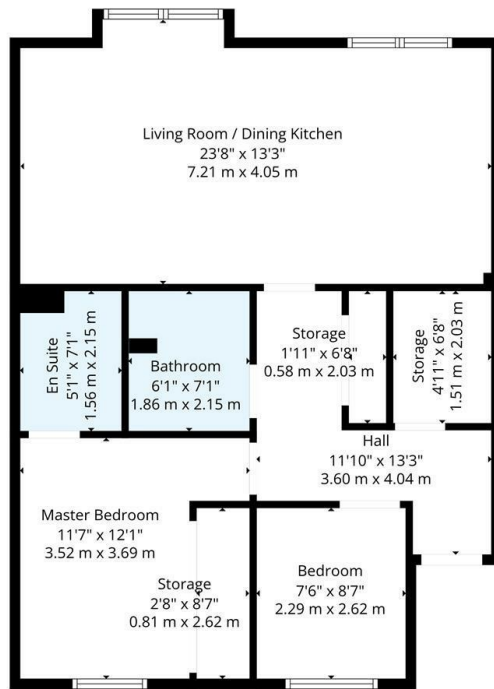 Living Room / Dining Kitchen
23'8" x 13'3"
7.21 m x 4.05 m
En Suite
5'1" x 7'1"
1.56 m x 2.15 m
Bathroom
6'1" x 7'1"
1.86 m x 2.15 m
Storage
1'11" x 6'8"
0.58 m x 2.03 m
Storage
4'11" x 6'8"
1.51 m x 2.03 m
Hall
11'10" x 13'3"
3.60 m x 4.04 m
Master Bedroom
11'7" x 12'1"
3.52 m x 3.69 m
Storage
2'8" x 8'7"
0.81 m x 2.62 m
Bedroom
7'6" x 8'7"
2.29 m x 2.62 m